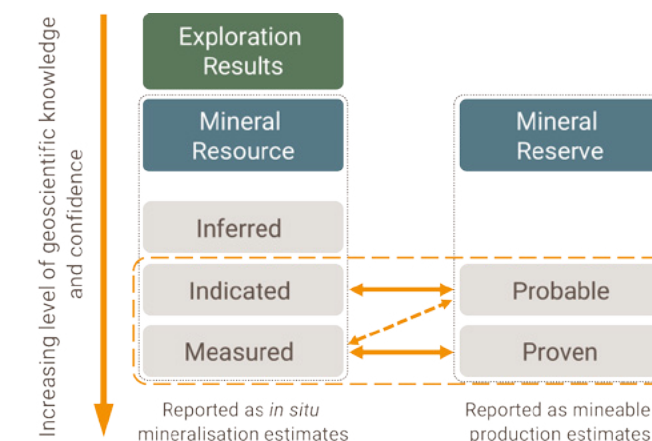 Increasing level of geoscientific knowledge
and confidence
Exploration
Results
Mineral
Resource
Inferred
Indicated
Measured
Reported as in situ
mineralisation estimates
Mineral
Reserve
Probable
Proven
Reported as mineable
production estimates